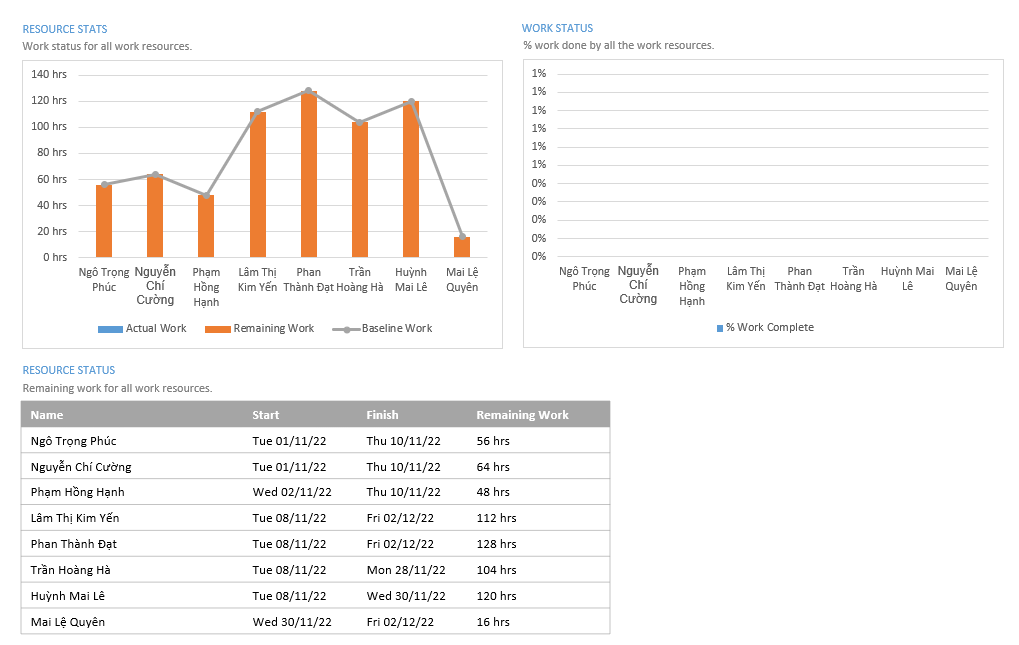 RESOURCE STATS
Work status for all work resources.
140 hrs
120 hrs
100 hrs
80 hrs
60 hrs
40 hrs
20 hrs
0 hrs
Ngô Trọng Phúc
Nguyễn Chí Cường
Phạm Hồng Hạnh
Lâm Thị Kim Yến
Phan Thành Đạt
Trần Hoàng Hà
Huỳnh Mai Lê
Mai Lệ Quyên
Actual Work Remaining Work Baseline Work
WORK STATUS
% work done by all the work resources.
1%
1%
1%
1%
1%
1%
0%
0%
0%
0%
0%
Ngô Trọng Phúc
Nguyễn Chí Cường
Phạm Hồng Hạnh
Lâm Thị Kim Yến
Phan Thành Đạt
Trần Hoàng Hà
Huỳnh Mai Lê
Mai Lệ Quyên
% Work Complete
RESOURCE STATUS
Remaining work for all work resources.
Name Start Finish Remaining Work
Ngô Trọng Phúc Tue 01/11/22 Thu 10/11/22 56 hrs
Nguyễn Chí Cường Tue 01/11/22 Thu 10/11/22 64 hrs
Phạm Hồng Hạnh Wed 02/11/22 Thu 10/11/22 48 hrs
Lâm Thị Kim Yến Tue 08/11/22 Fri 02/12/22 112 hrs
Phan Thành Đạt Tue 08/11/22 Fri 02/12/22 128 hrs
Trần Hoàng Hà Tue 08/11/22 Mon 28/11/22 104 hrs
Huỳnh Mai Lê Tue 08/11/22 Wed 30/11/22 120 hrs
Mai Lệ Quyên Wed 30/11/22 Fri 02/12/22 16 hrs